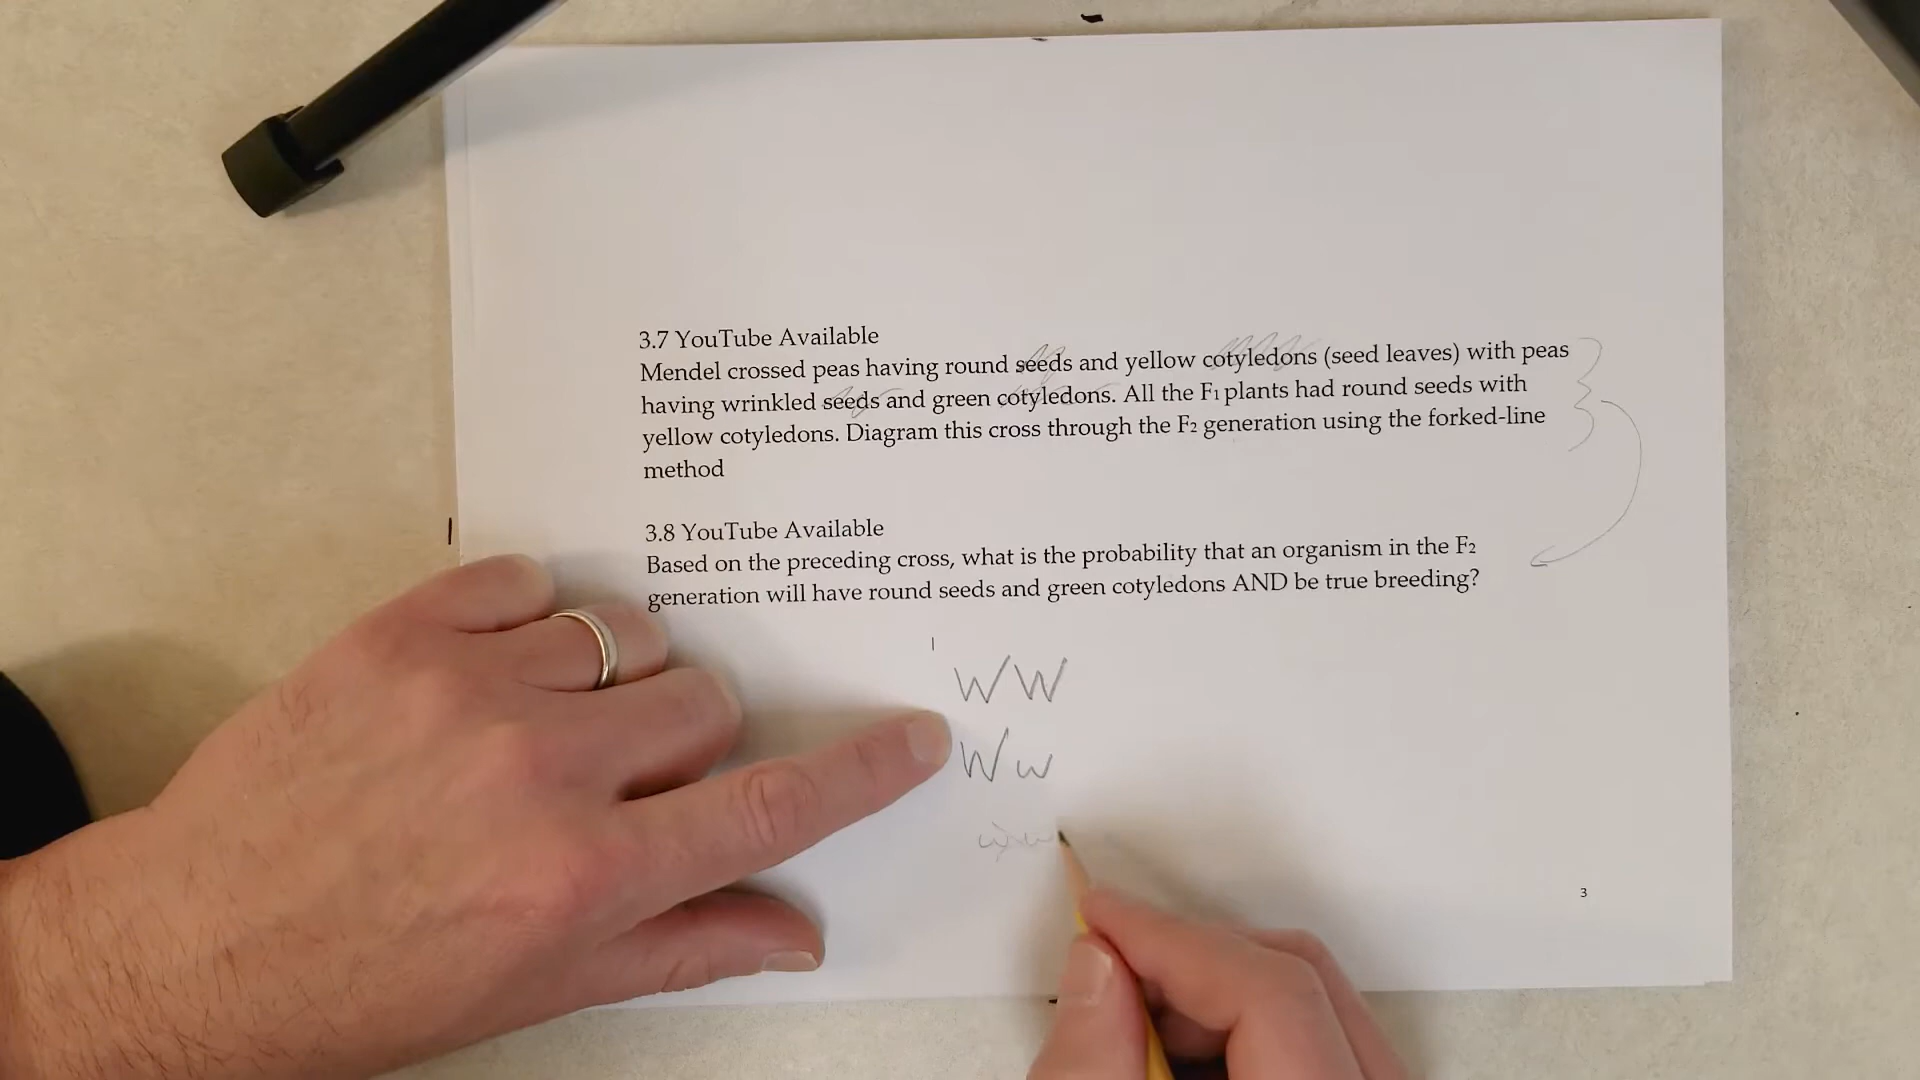 3.7 YouTube Available
Mendel crossed peas having round seeds and yellow cotyledons (seed leaves) with peas
having wrinkled seeds and green cotyledons. All the F1 plants had round seeds with
yellow cotyledons. Diagram this cross through the F2 generation using the forked-line
method
3.8 YouTube Available
Based on the preceding cross, what is the probability that an organism in the F2
generation will have round seeds and green cotyledons AND be true breeding?
WW
Ww
ww
3